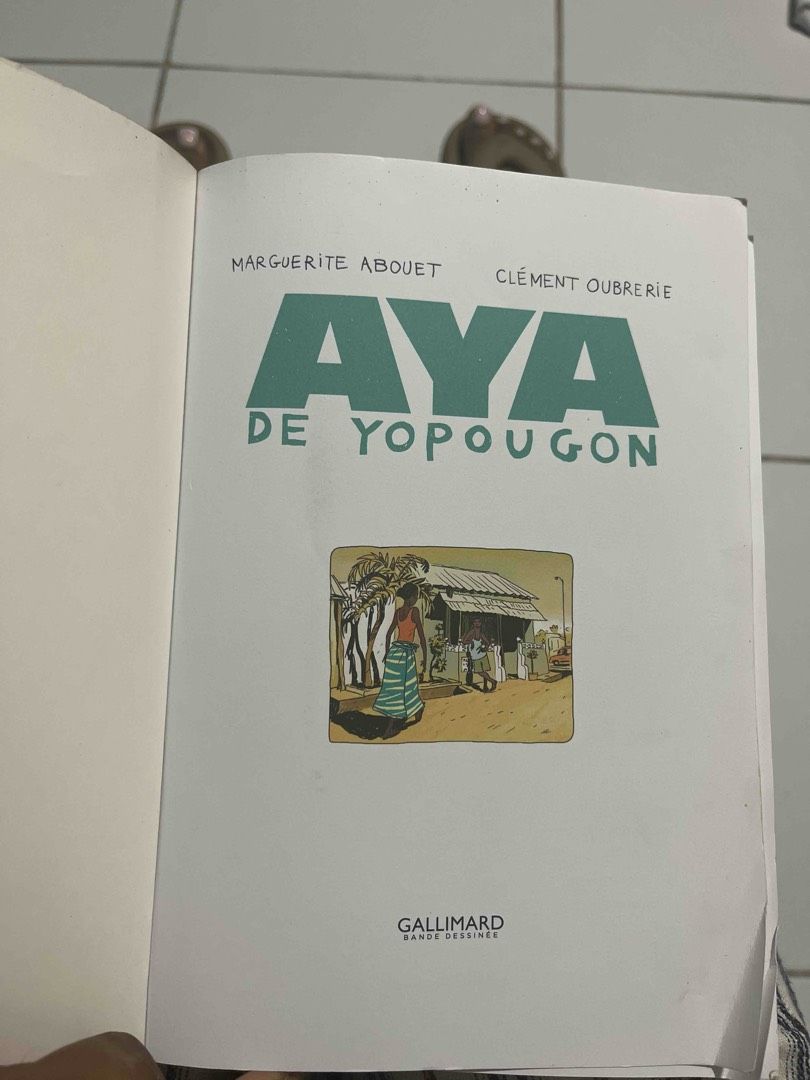 MARGUERITE ABOUET CLÉMENT OUBRERIE
AYA
DE YOPOUGON
GALLIMARD
BANDE DESSINÉE